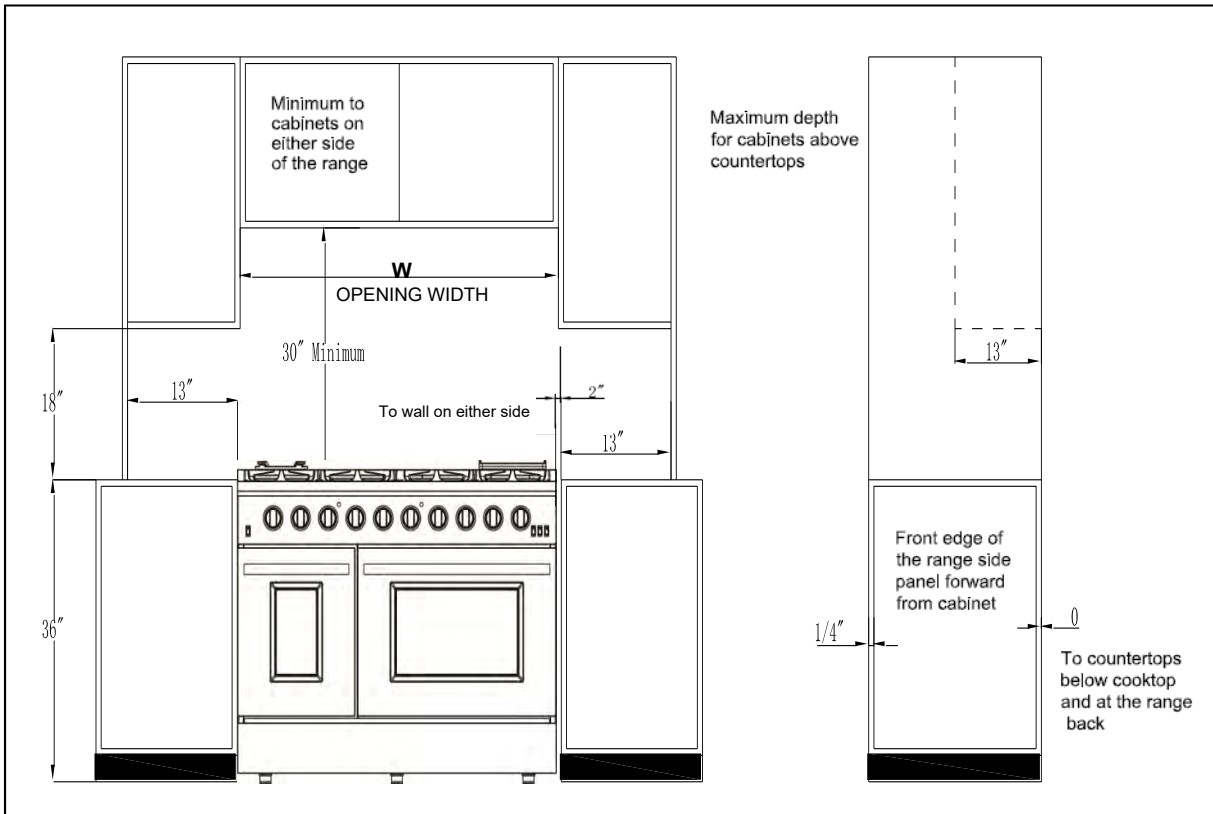 Minimum to
cabinets on
either side
of the range
Maximum depth
for cabinets above
countertops
W
OPENING WIDTH
30" Minimum
13"
18"
13"
To wall on either side
2"
13"
36"
Front edge of
the range side
panel forward
from cabinet
1/4"
0
To countertops
below cooktop
and at the range
back